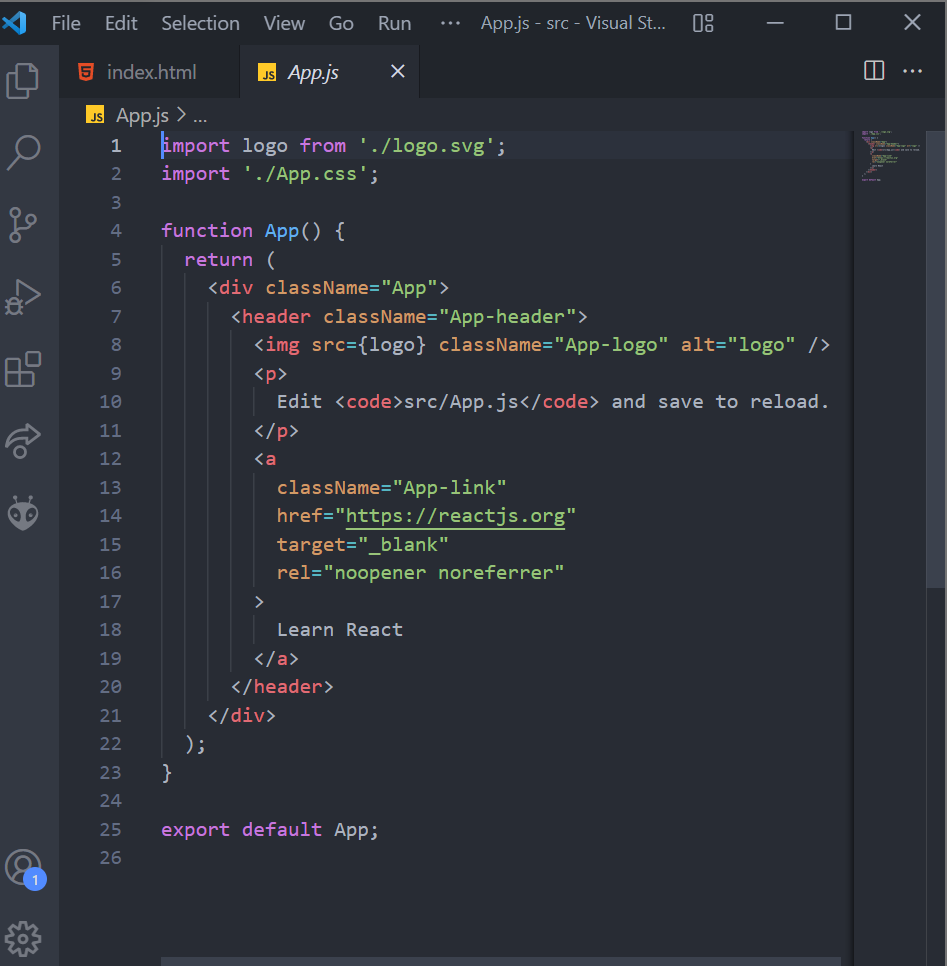 File Edit Selection View Go Run ··· App.js - src - Visual St...
index.html JS App.js
JS App.js > ...
1 import logo from './logo.svg';
2 import './App.css';
3
4 function App() {
5   return (
6     <div className="App">
7       <header className="App-header">
8         <img src={logo} className="App-logo" alt="logo" />
9         <p>
10           Edit <code>src/App.js</code> and save to reload.
11         </p>
12         <a
13           className="App-link"
14           href="https://reactjs.org"
15           target="_blank"
16           rel="noopener noreferrer"
17         >
18           Learn React
19         </a>
20       </header>
21     </div>
22   );
23 }
24
25 export default App;
26
1